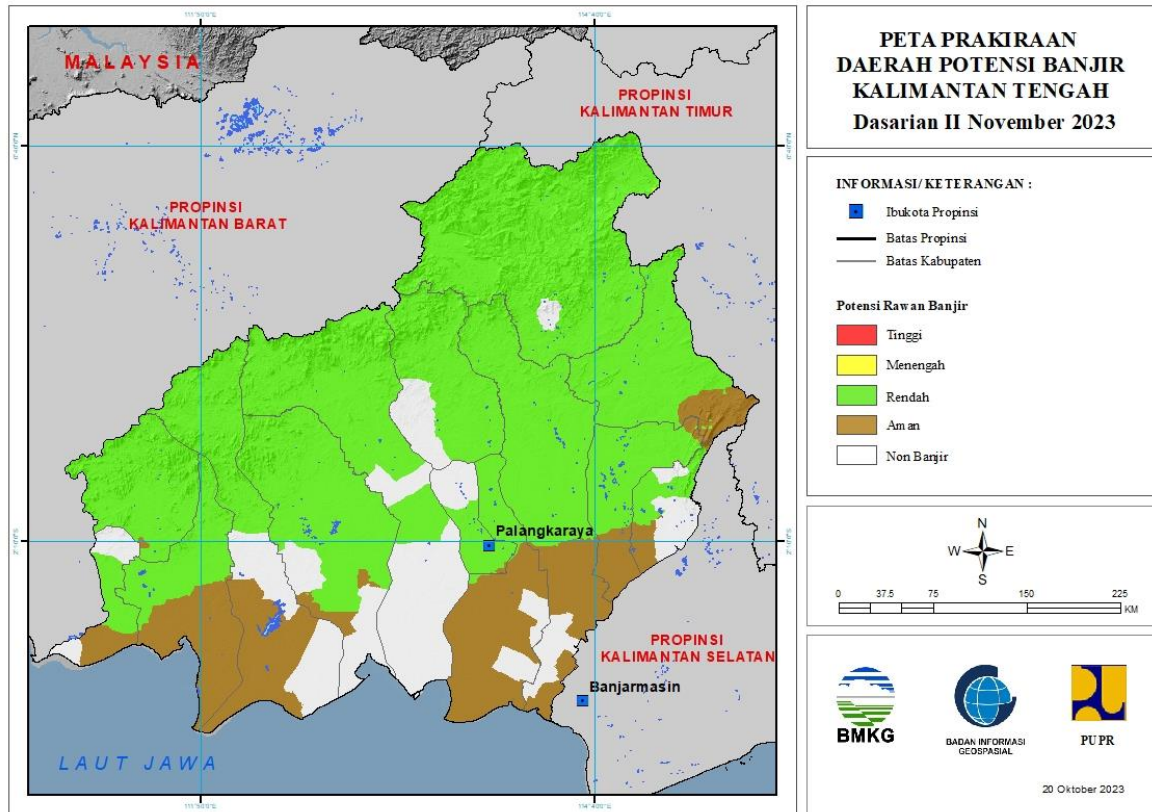 PETA PRAKIRAAN
DAERAH POTENSI BANJIR
KALIMANTAN TENGAH
Dasarian II November 2023
INFORMASI/KETERANGAN :
Ibukota Propinsi
Batas Propinsi
Batas Kabupaten
Potensi Rawan Banjir
Tinggi
Menengah
Rendah
Aman
Non Banjir
N
W E
S
0 37.5 75 150 225
KM
BMKG
BADAN INFORMASI
GEOSPASIAL
PUPR
20 Oktober 2023
MALAYSIA
PROPINSI
KALIMANTAN TIMUR
PROPINSI
KALIMANTAN BARAT
Palangkaraya
PROPINSI
KALIMANTAN SELATAN
Banjarmasin
LAUT JAWA